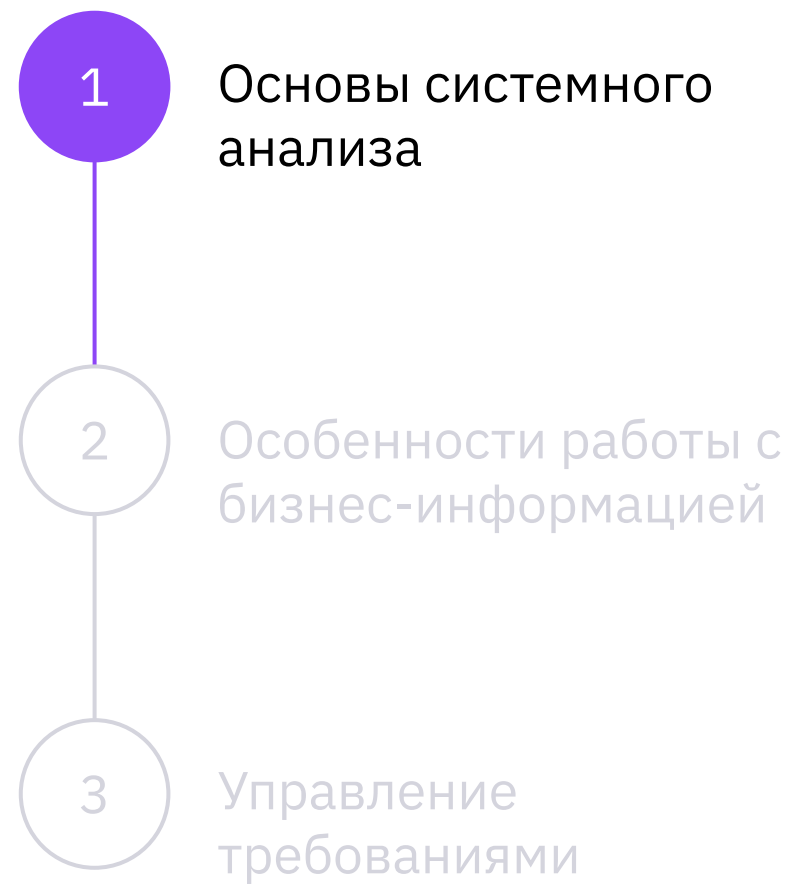 1
Основы системного
анализа
2
Особенности работы с
бизнес-информацией
3
Управление
требованиями